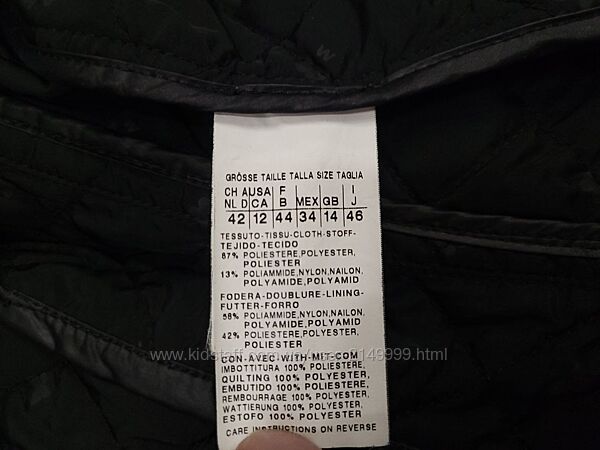 W
GRÖSSE TAILLE TALLA SIZE TAGLIA
CH A USA F I
NL D CA B MEX GB J
42 12 44 34 14 46
TESSUTO-TISSU-CLOTH-STOFF-
TEJIDO-TECIDO
87% POLIESTERE,POLYESTER,
POLIESTER
13% POLIAMMIDE,NYLON,NAILON,
POLYAMIDE,POLYAMID
FODERA-DOUBLURE-LINING-
FUTTER-FORRO
58% POLIAMMIDE,NYLON,NAILON,
POLYAMIDE,POLYAMID
42% POLIESTERE,POLYESTER,
POLIESTER
CON-AVEC-WITH-MIT-COM
IMBOTTITURA 100% POLIESTERE,
QUILTING 100% POLYESTER,
EMBUTIDO 100% POLIESTER,
REMBOURRAGE 100% POLYESTER,
WATTIERUNG 100% POLYESTER,
ESTOFO 100% POLYESTER
CARE INSTRUCTIONS ON REVERSE